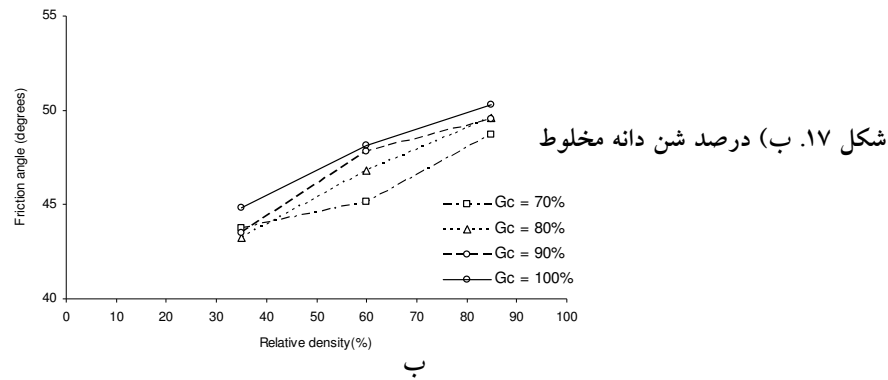 55
50
45
40
Friction angle (degrees)
0 10 20 30 40 50 60 70 80 90 100
Relative density(%)
Gc = 70%
Gc = 80%
Gc = 90%
Gc = 100%
شکل ۱۷. ب) درصد شن دانه مخلوط
ب